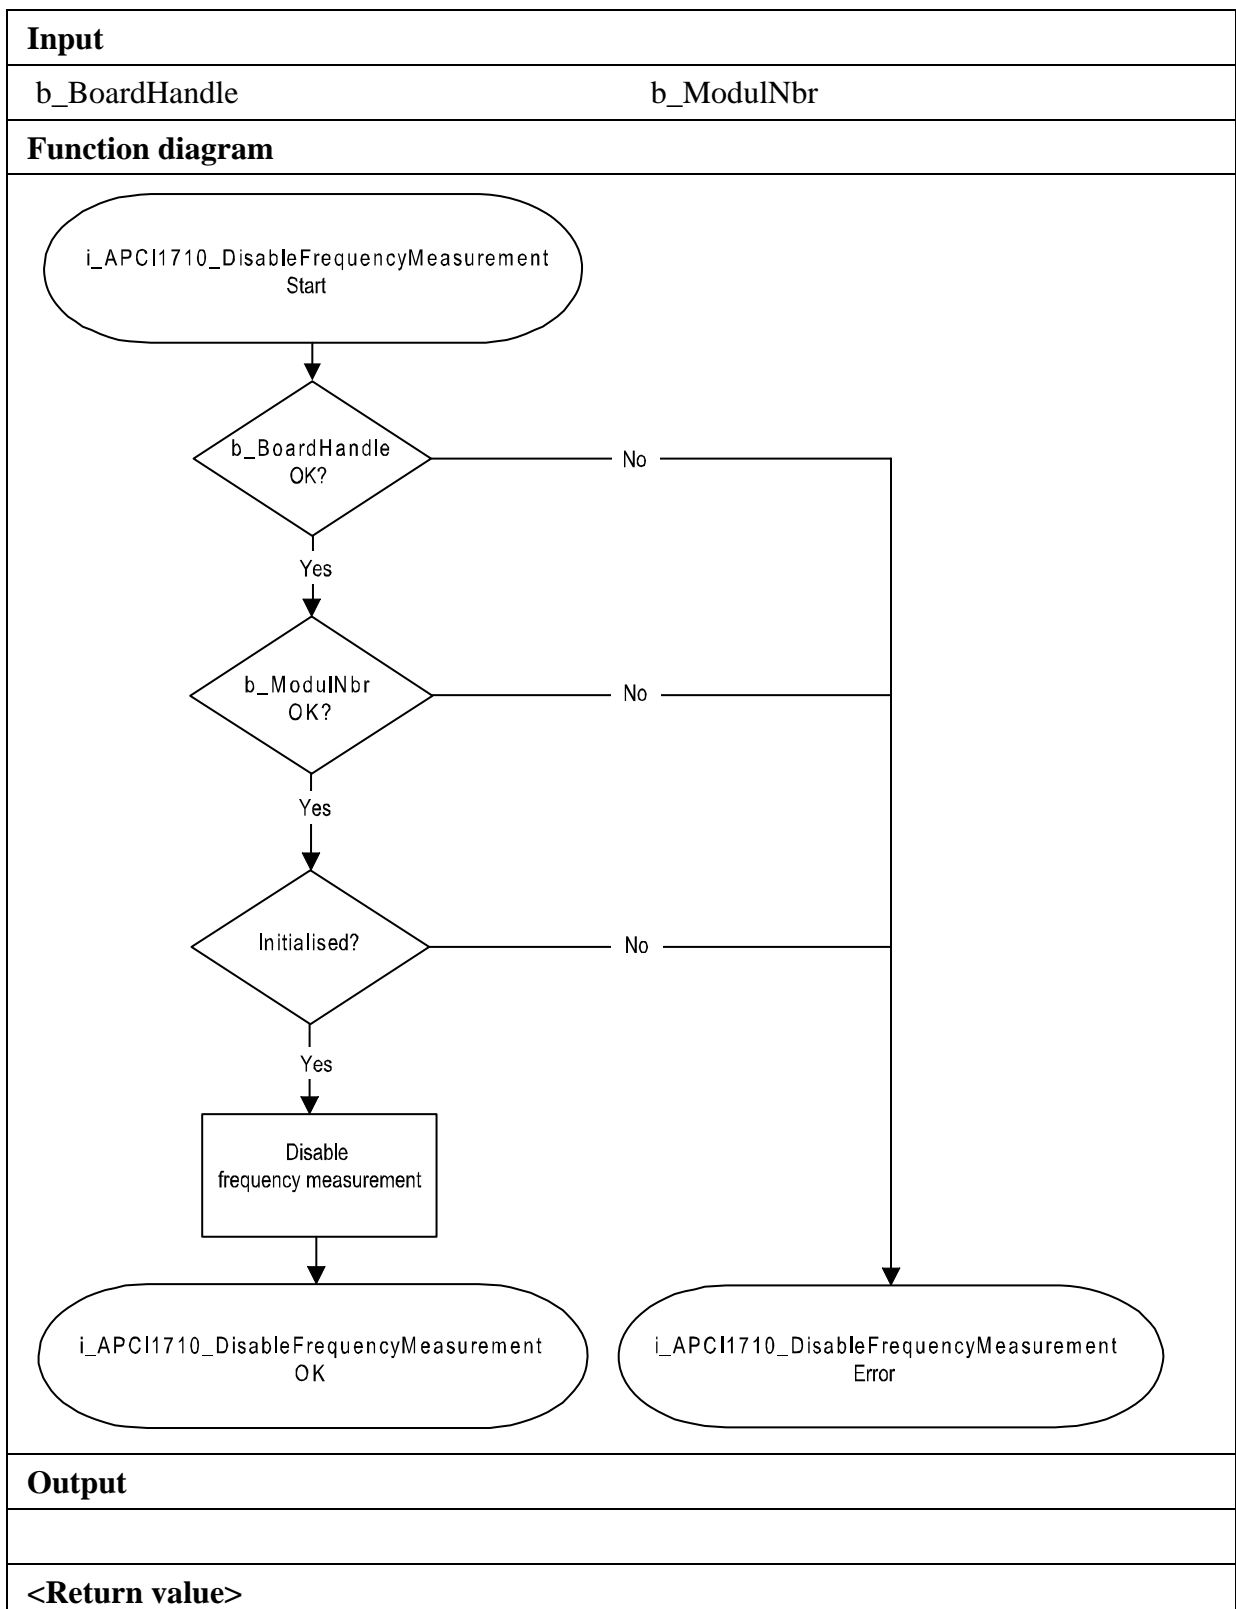 Input
b_BoardHandle b_ModulNbr
Function diagram
i_APCI1710_DisableFrequencyMeasurement
Start
b_BoardHandle
OK?
No
Yes
b_ModulNbr
OK?
No
Yes
Initialised?
No
Yes
Disable
frequency measurement
i_APCI1710_DisableFrequencyMeasurement
OK
i_APCI1710_DisableFrequencyMeasurement
Error
Output
<Return value>